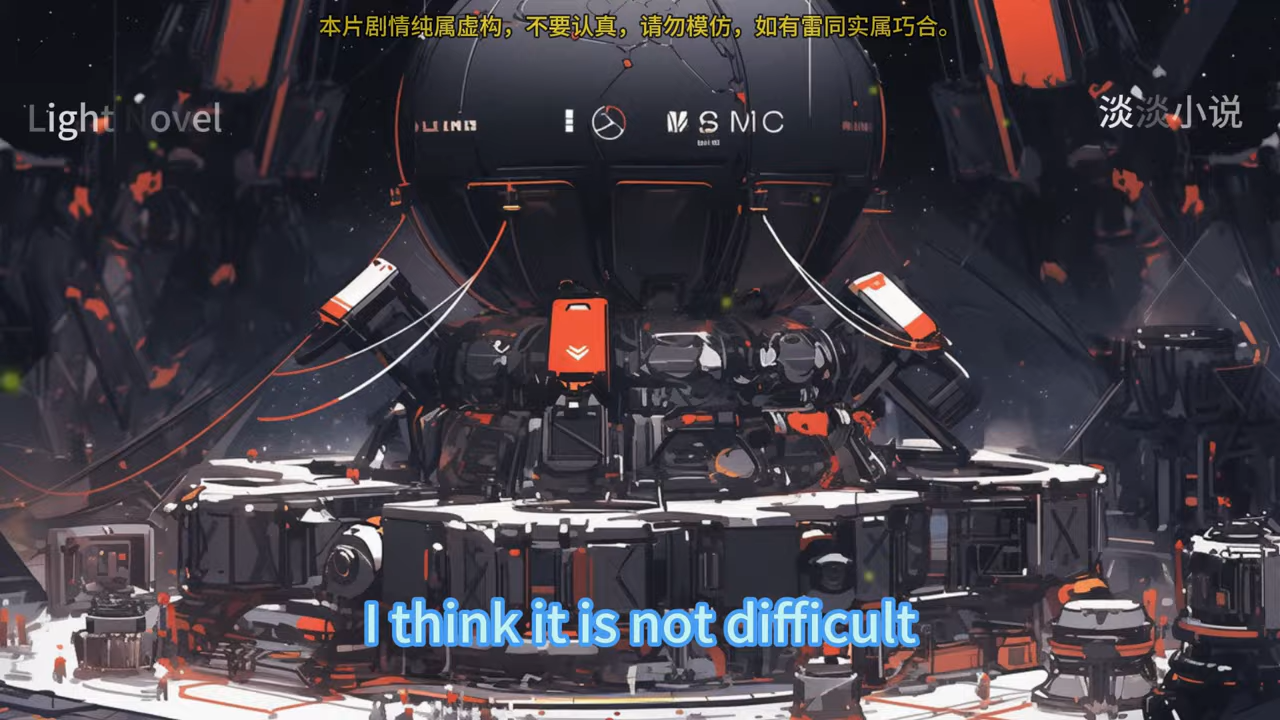 本片剧情纯属虚构，不要认真，请勿模仿，如有雷同实属巧合。
Light Novel
淡淡小说
SMC
I think it is not difficult